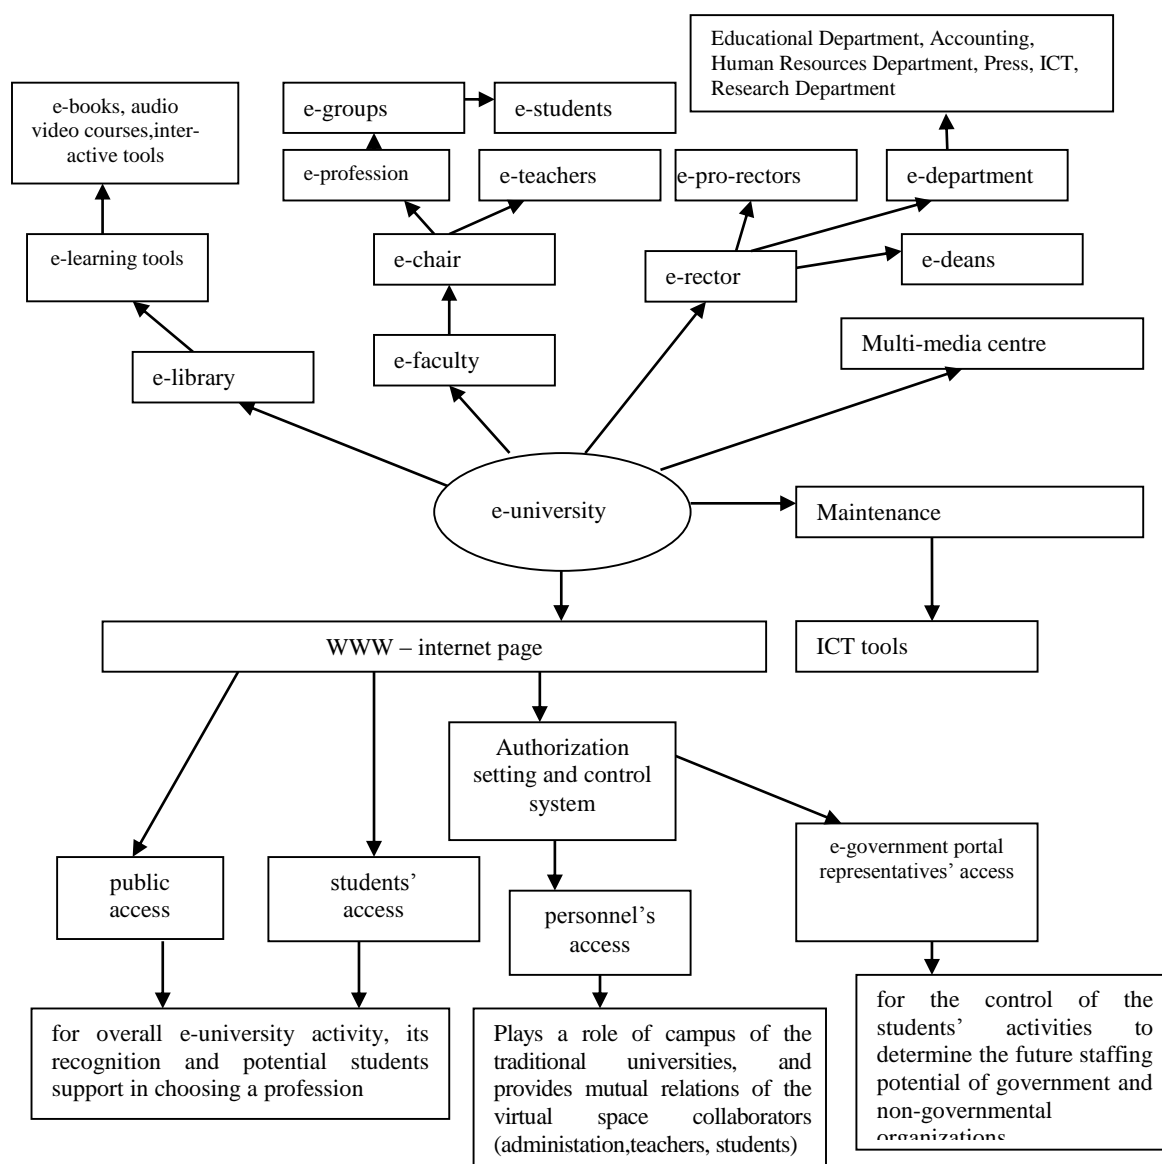 Educational Department, Accounting,
Human Resources Department, Press, ICT,
Research Department
e-books, audio
video courses,inter-
active tools
e-groups
e-students
e-profession
e-teachers
e-pro-rectors
e-department
e-learning tools
e-chair
e-rector
e-deans
e-library
e-faculty
Multi-media centre
e-university
Maintenance
WWW – internet page
ICT tools
Authorization
setting and control
system
e-government portal
representatives’ access
public
access
students’
access
personnel’s
access
for overall e-university activity, its
recognition and potential students
support in choosing a profession
Plays a role of campus of the
traditional universities, and
provides mutual relations of the
virtual space collaborators
(administation,teachers, students)
for the control of the
students’ activities to
determine the future staffing
potential of government and
non-governmental
organizations